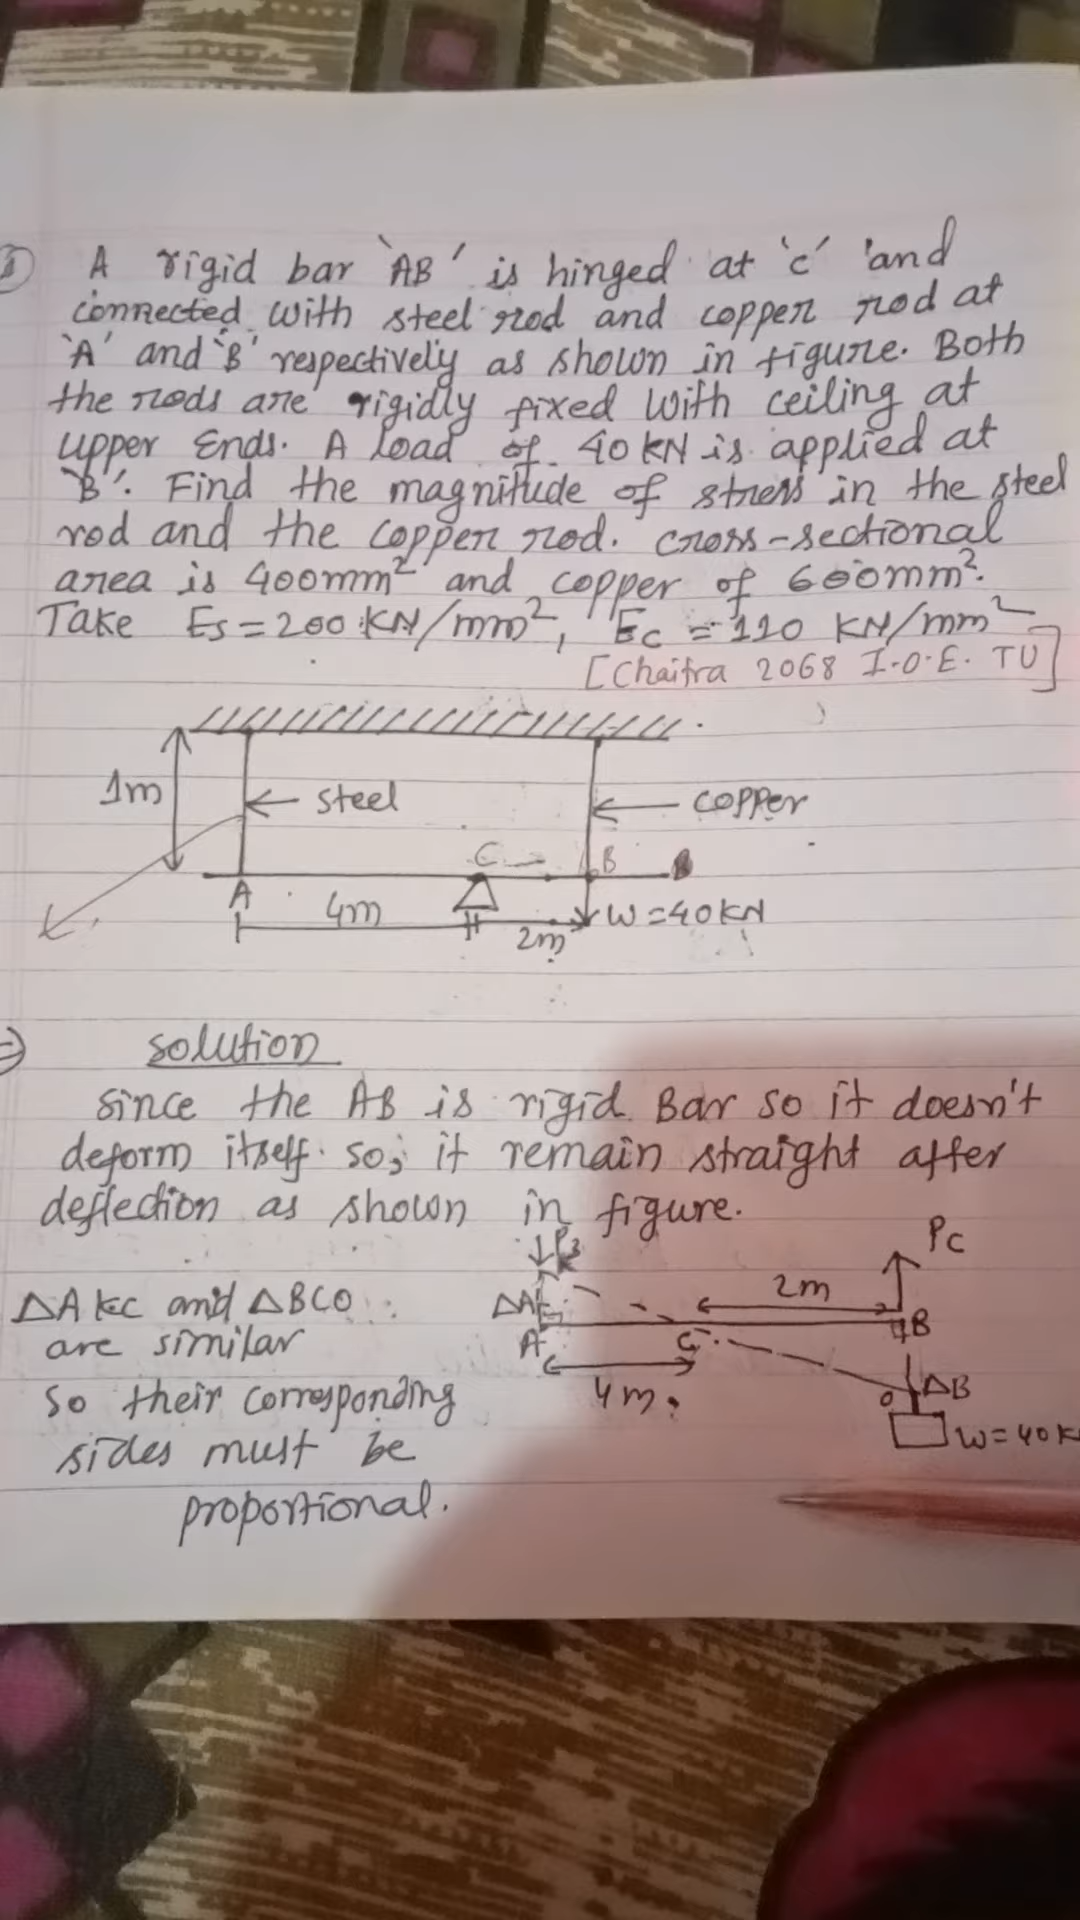 A rigid bar `AB' is hinged at 'c' 'and
connected with steel rod and copper rod at
`A' and `B' respectively as shown in figure. Both
the rods are rigidly fixed with ceiling at
upper Ends. A load of 40 KN is applied at
`B'. Find the magnitude of stress in the steel
rod and the copper rod. cross-sectional
area is 400mm² and copper of 600mm².
Take Es = 200 KN/mm², Ec = 110 KN/mm²
[Chaitra 2068 I.O.E. TU]
1m
steel
copper
C
B
A
4m
2m
W = 40 KN
solution
since the AB is rigid Bar so it doesn't
deform itself. so; it remain straight after
deflection as shown in figure.
Pc
2m
ΔAKC and ΔBCO
ΔA
B
are similar
A
C
4m
ΔB
O
so their corresponding
W = 40 K
sides must be
proportional.